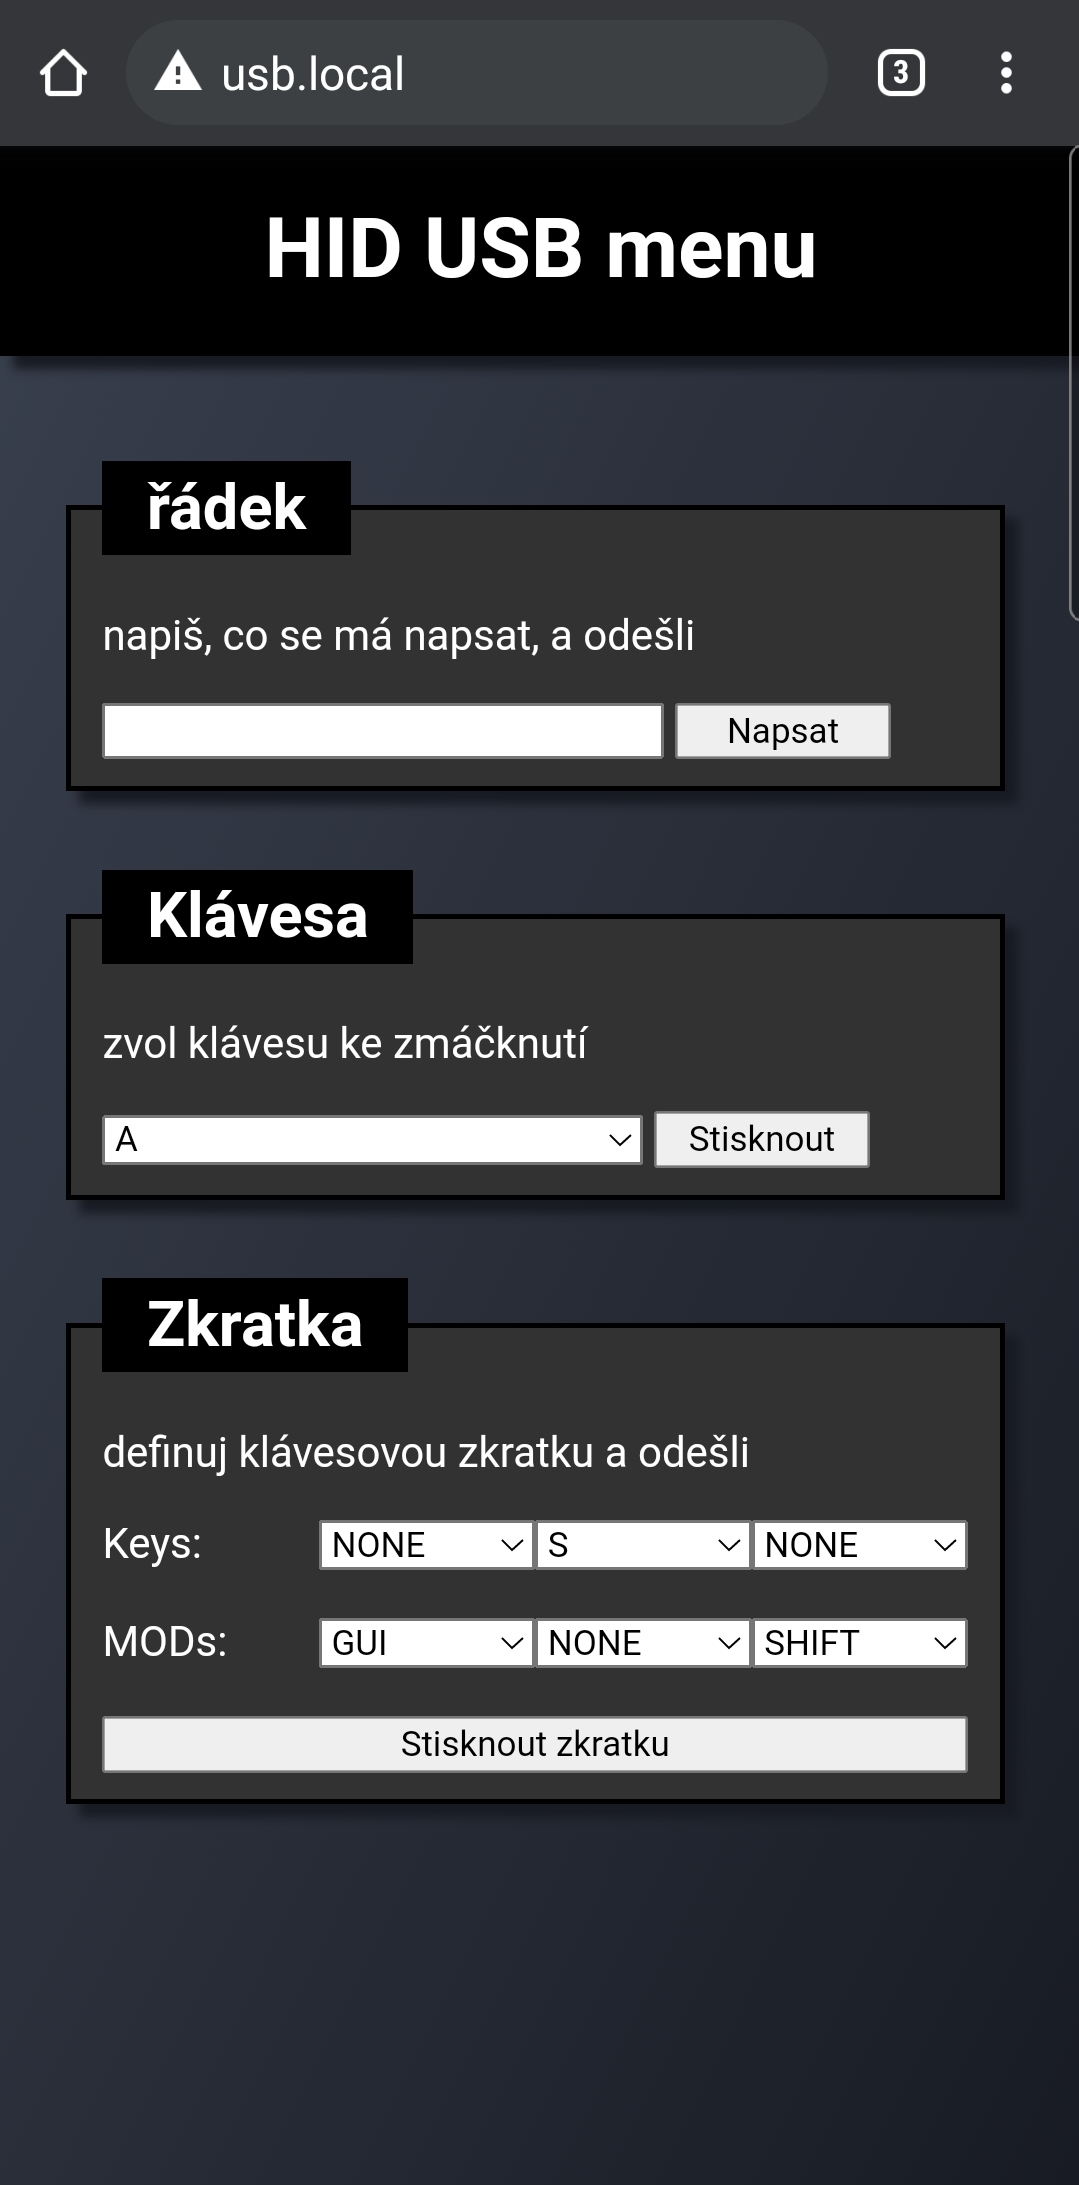 usb.local 3
HID USB menu
řádek
napiš, co se má napsat, a odešli
Napsat
Klávesa
zvol klávesu ke zmáčknutí
A Stisknout
Zkratka
definuj klávesovou zkratku a odešli
Keys: NONE S NONE
MODs: GUI NONE SHIFT
Stisknout zkratku